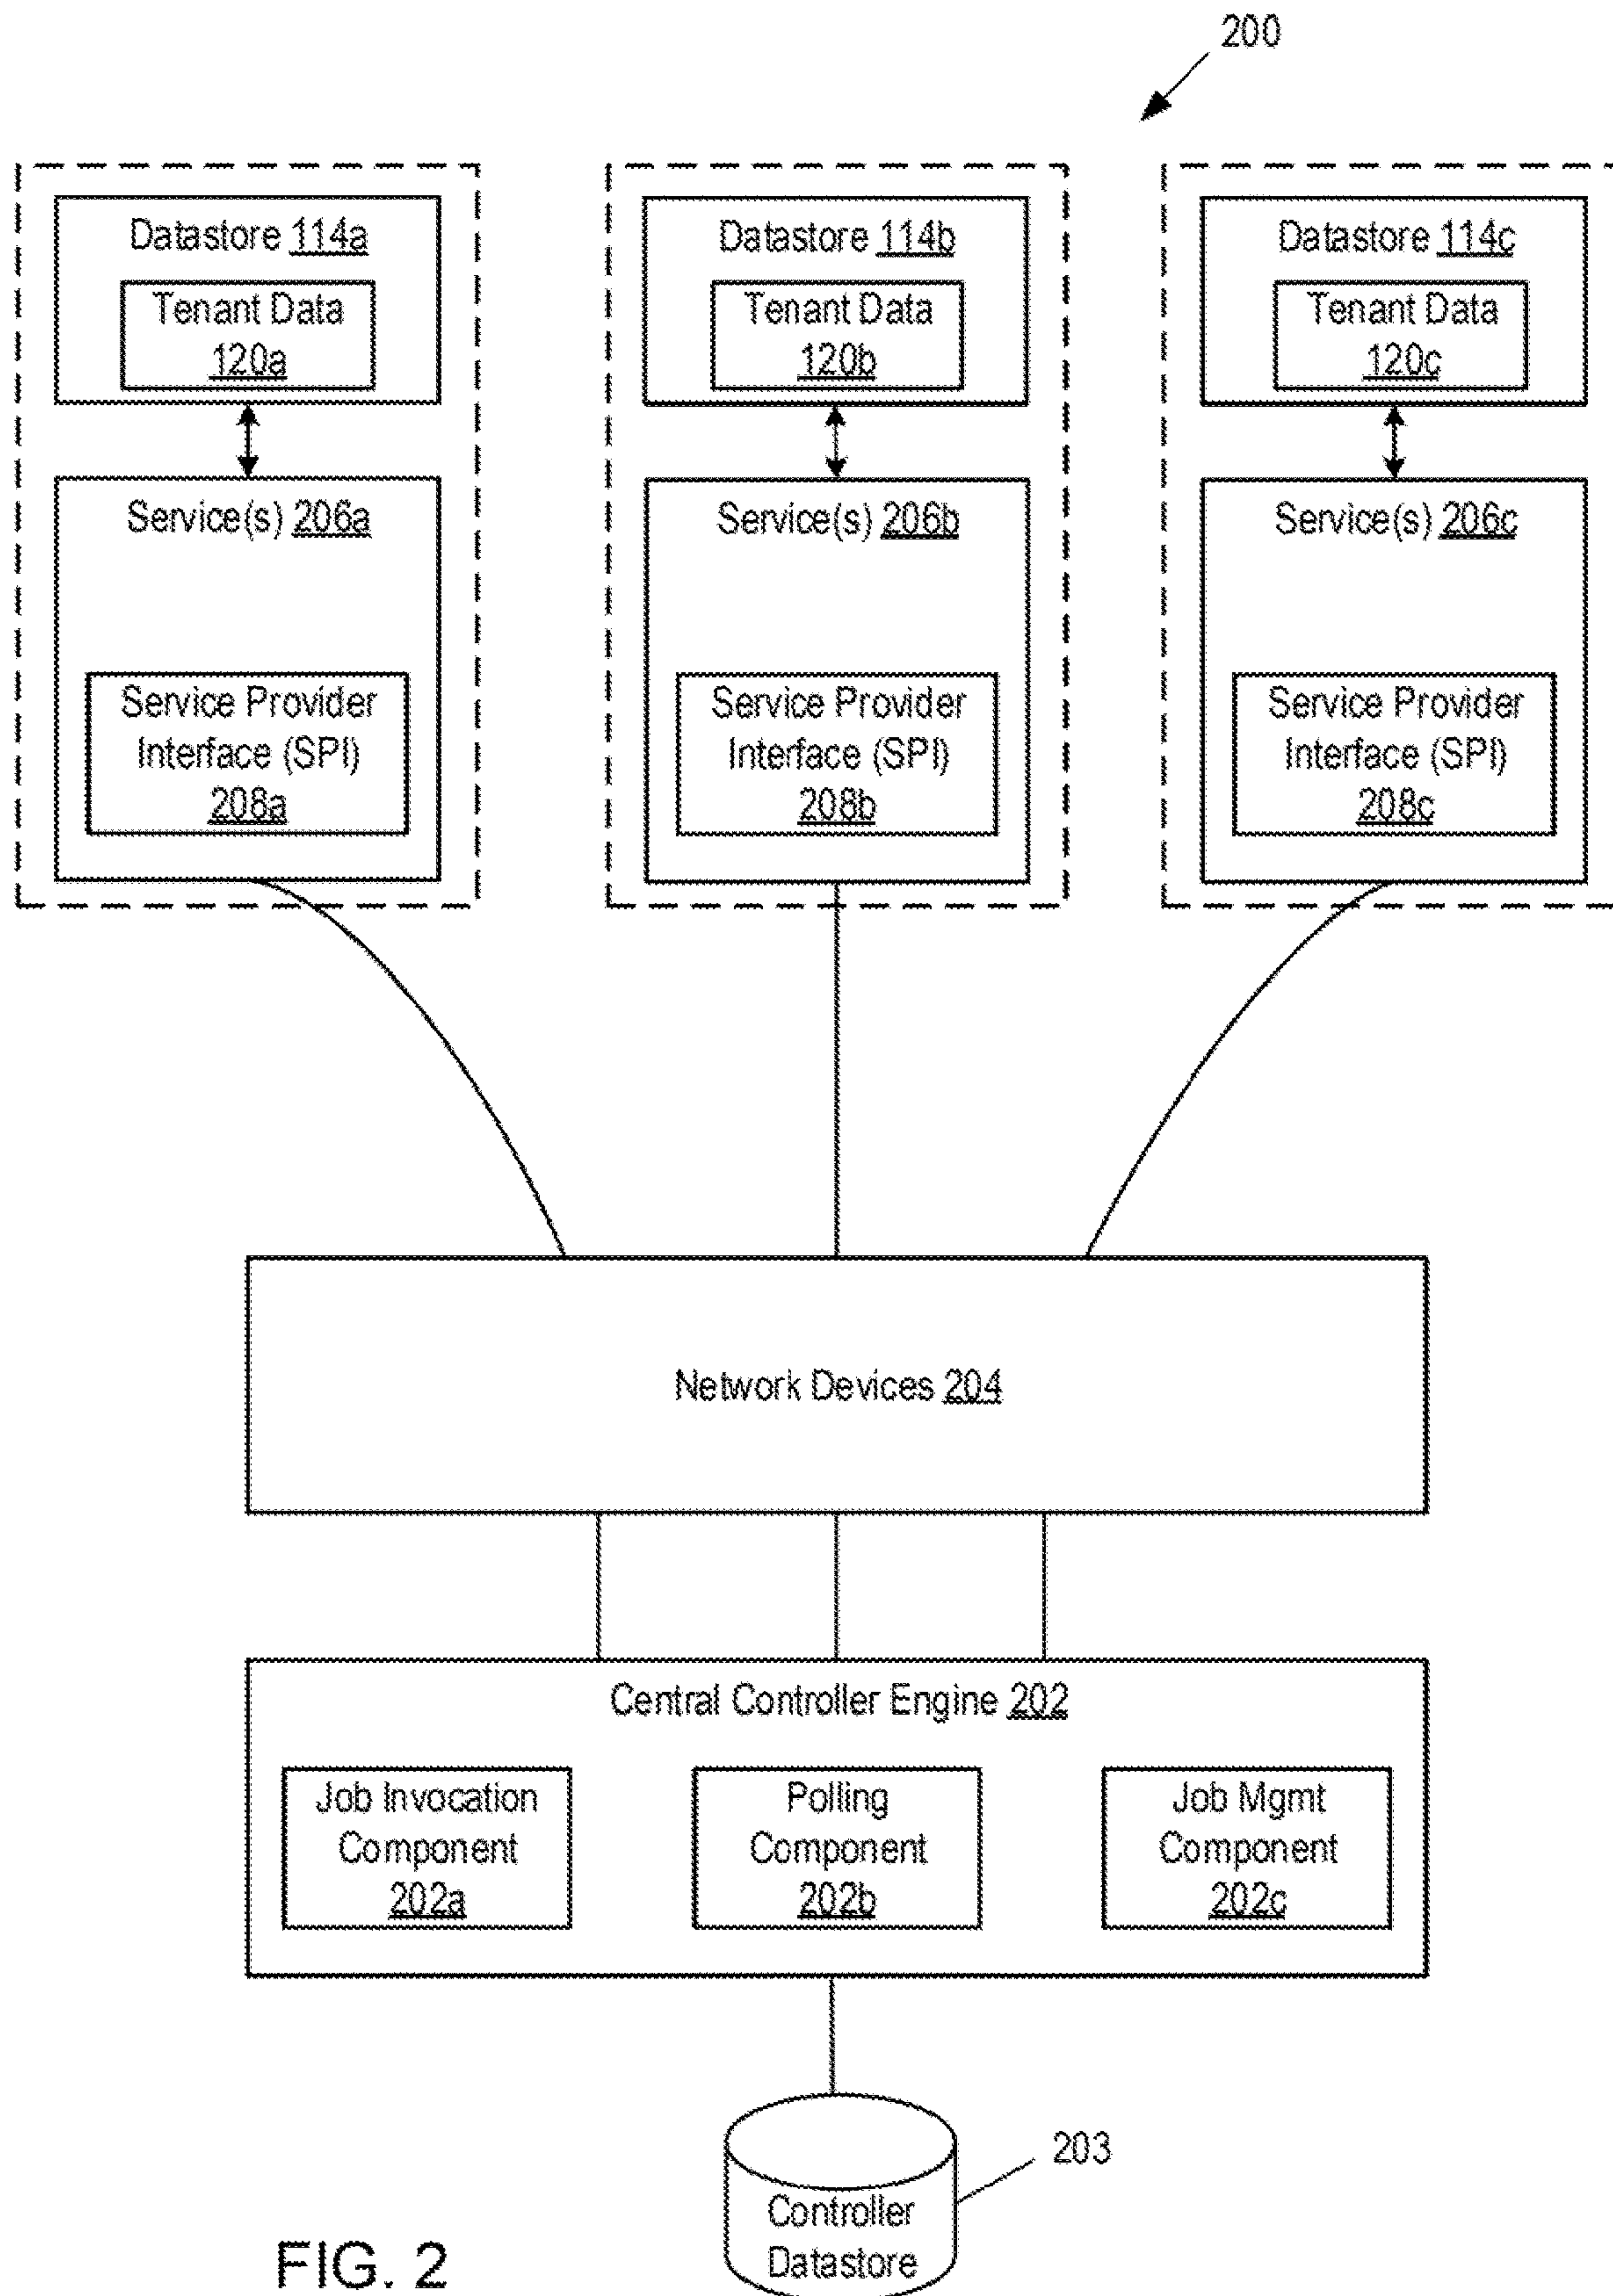 200
Datastore 114a
Tenant Data
120a
Service(s) 206a
Service Provider
Interface (SPI)
208a
Datastore 114b
Tenant Data
120b
Service(s) 206b
Service Provider
Interface (SPI)
208b
Datastore 114c
Tenant Data
120c
Service(s) 206c
Service Provider
Interface (SPI)
208c
Network Devices 204
Central Controller Engine 202
Job Invocation
Component
202a
Polling
Component
202b
Job Mgmt
Component
202c
203
Controller
Datastore
FIG. 2